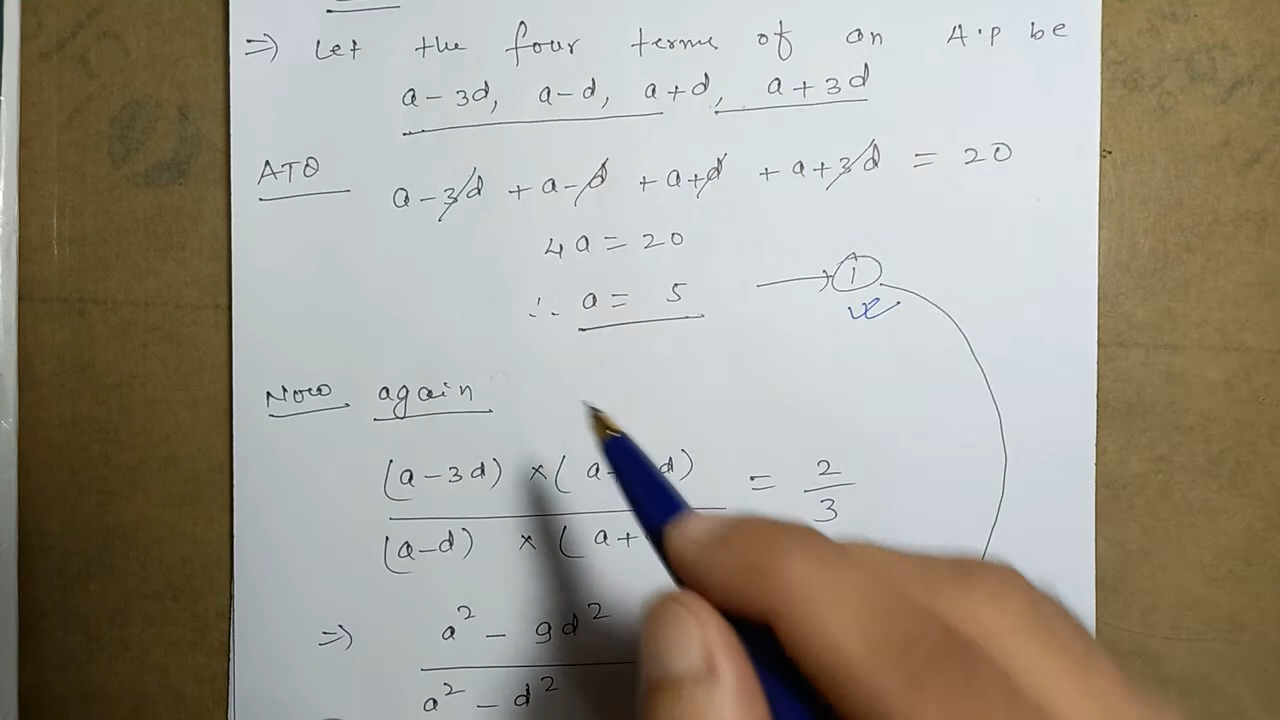 =) Let the four terms of an A.P be
a - 3d, a - d, a + d, a + 3d
ATQ a - 3d + a - d + a + d + a + 3d = 20
4a = 20
∴ a = 5 → 1
Now again
(a - 3d) × ( a d) = 2/3
(a - d) × ( a +
=) a² - 9d²
a² - d²